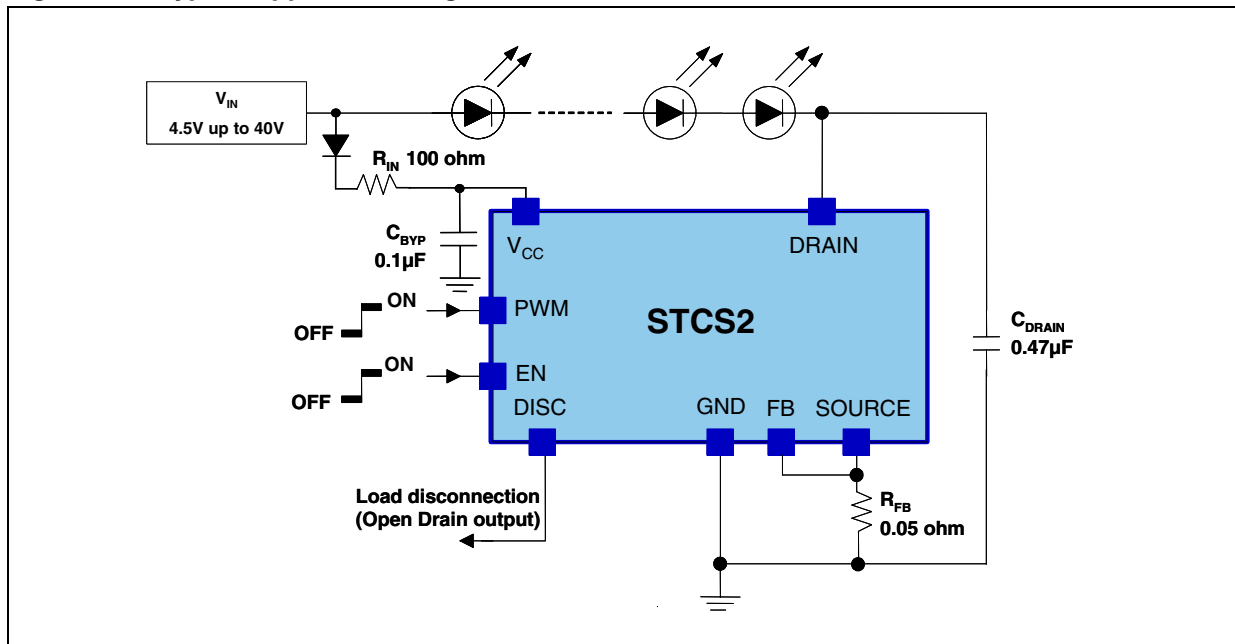 V_IN
4.5V up to 40V
R_IN 100 ohm
C_BYP
0.1µF
V_CC
DRAIN
ON
PWM
OFF
STCS2
C_DRAIN
0.47µF
ON
EN
OFF
DISC
GND
FB
SOURCE
Load disconnection
(Open Drain output)
R_FB
0.05 ohm